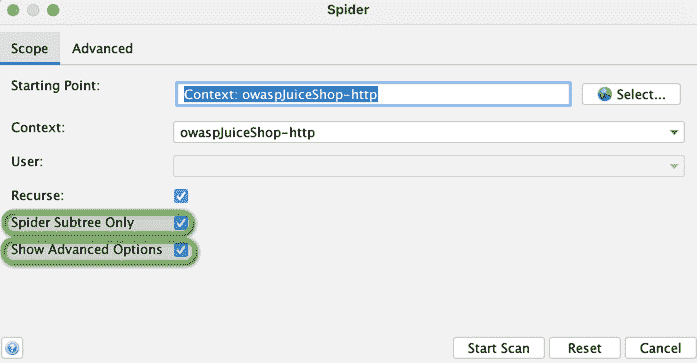 Spider
Scope
Advanced
Starting Point:
Context: owaspJuiceShop-http
Select...
Context:
owaspJuiceShop-http
User:
Recurse:
Spider Subtree Only
Show Advanced Options
?
Start Scan
Reset
Cancel